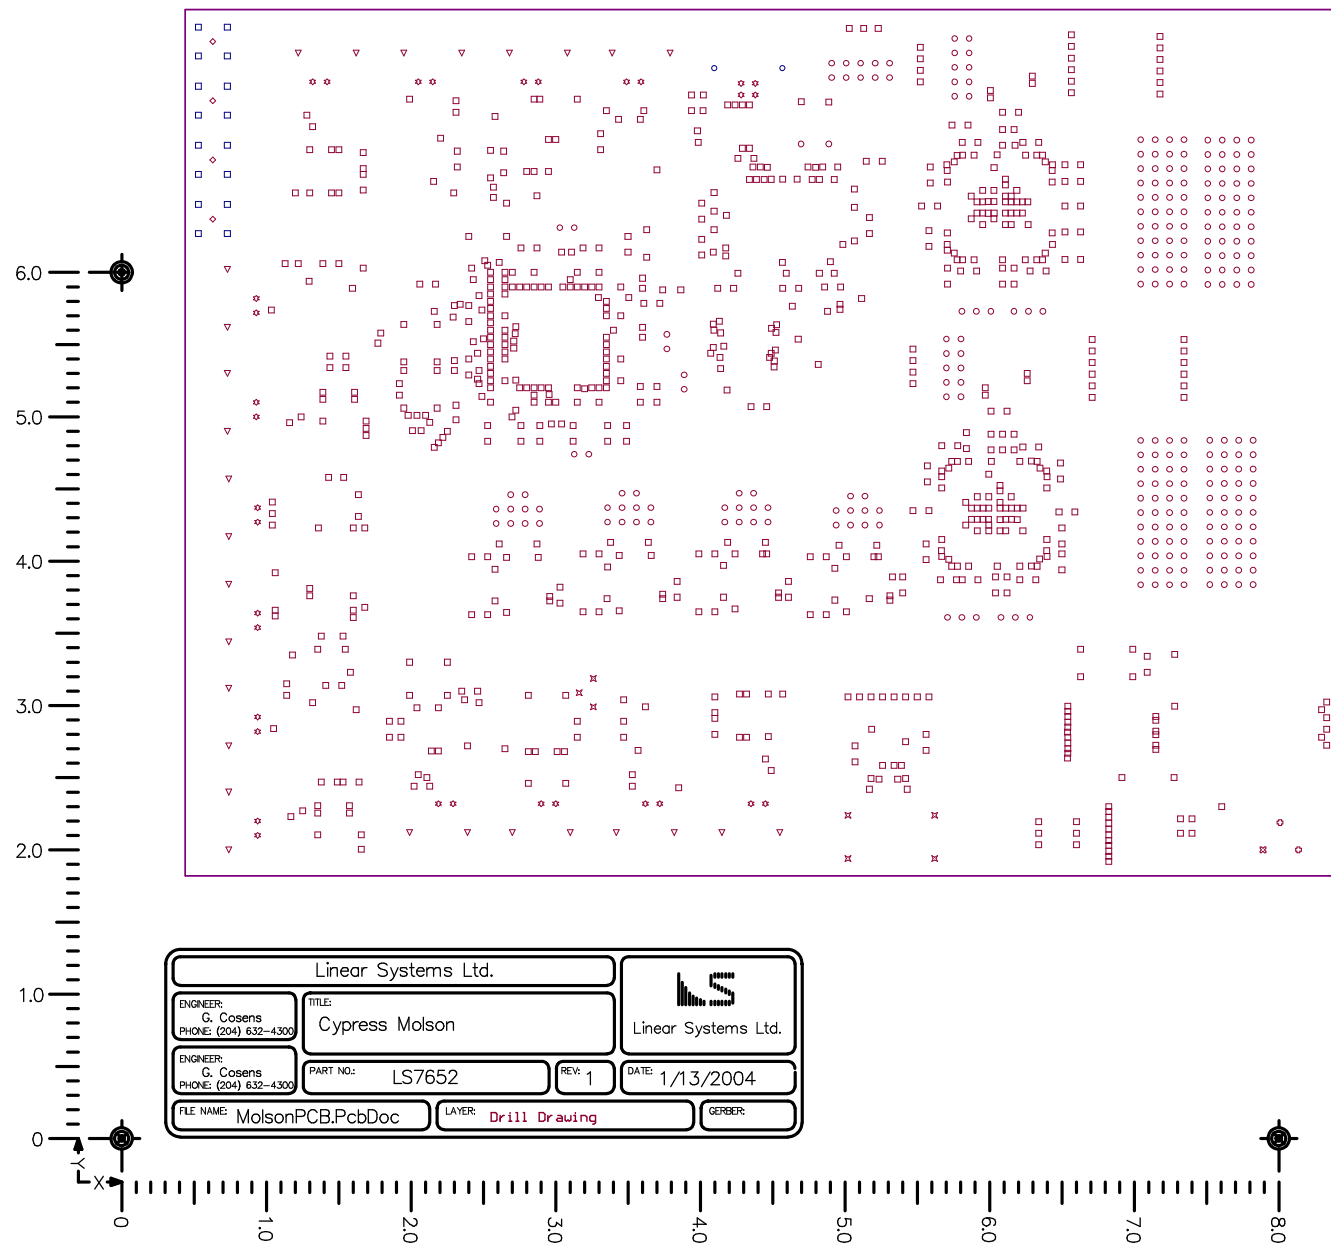 6.0
5.0
4.0
3.0
2.0
1.0
0
Y
X
0
1.0
2.0
3.0
4.0
5.0
6.0
7.0
8.0
Linear Systems Ltd.
LS
Linear Systems Ltd.
ENGINEER:
G. Cosens
PHONE: (204) 632-4300
TITLE:
Cypress Molson
ENGINEER:
G. Cosens
PHONE: (204) 632-4300
PART NO.: LS7652
REV: 1
DATE: 1/13/2004
FILE NAME: MolsonPCB.PcbDoc
LAYER: Drill Drawing
GERBER: